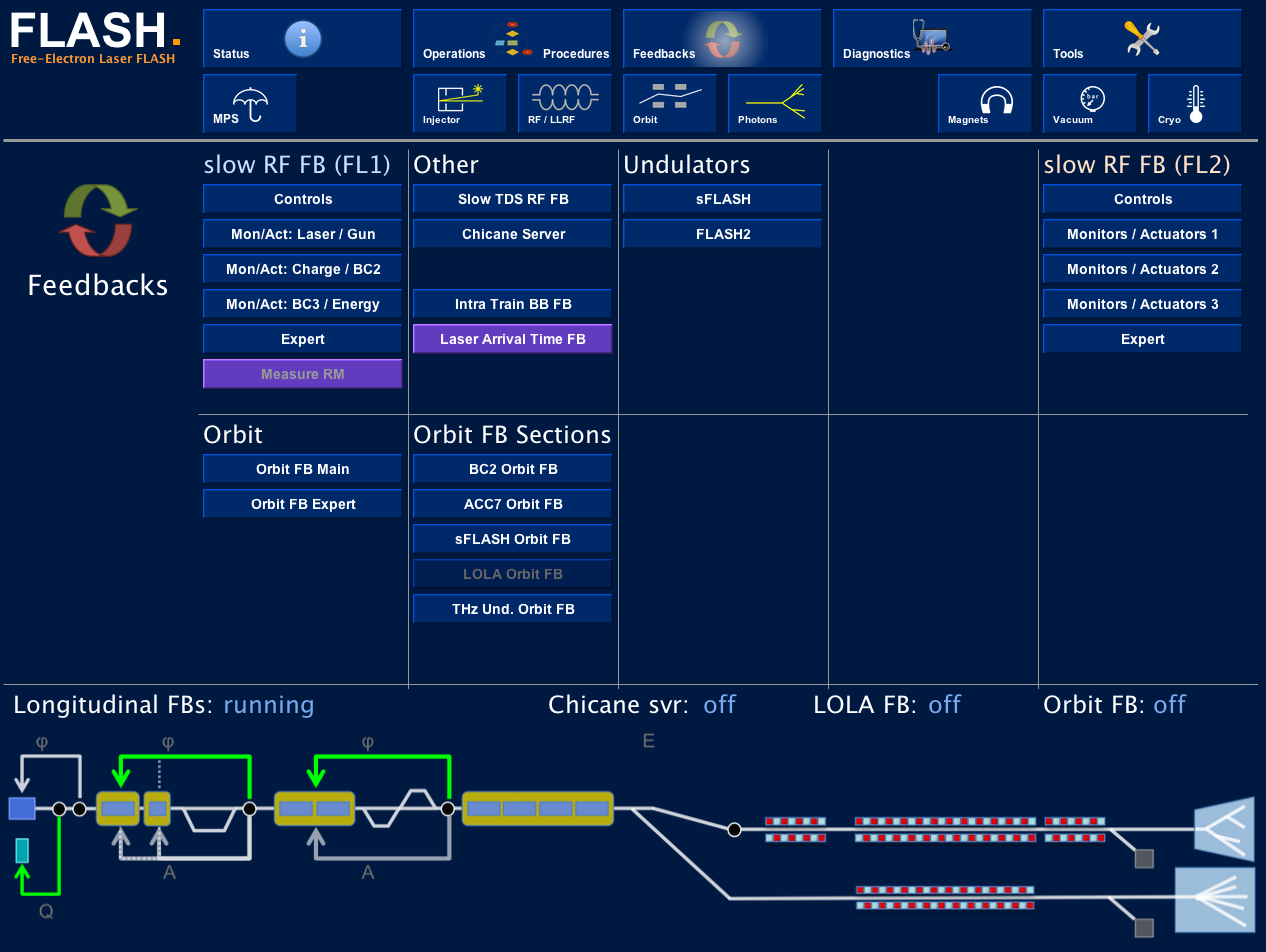 FLASH.
Free-Electron Laser FLASH
Status
i
Operations
Procedures
Feedbacks
Diagnostics
Tools
MPS
Injector
RF / LLRF
Orbit
Photons
Magnets
bar
Vacuum
Cryo
Feedbacks
slow RF FB (FL1)
Controls
Mon/Act: Laser / Gun
Mon/Act: Charge / BC2
Mon/Act: BC3 / Energy
Expert
Measure RM
Other
Slow TDS RF FB
Chicane Server
Intra Train BB FB
Laser Arrival Time FB
Undulators
sFLASH
FLASH2
slow RF FB (FL2)
Controls
Monitors / Actuators 1
Monitors / Actuators 2
Monitors / Actuators 3
Expert
Orbit
Orbit FB Main
Orbit FB Expert
Orbit FB Sections
BC2 Orbit FB
ACC7 Orbit FB
sFLASH Orbit FB
LOLA Orbit FB
THz Und. Orbit FB
Longitudinal FBs: running
Chicane svr: off
LOLA FB: off
Orbit FB: off
φ
φ
φ
E
A
A
Q